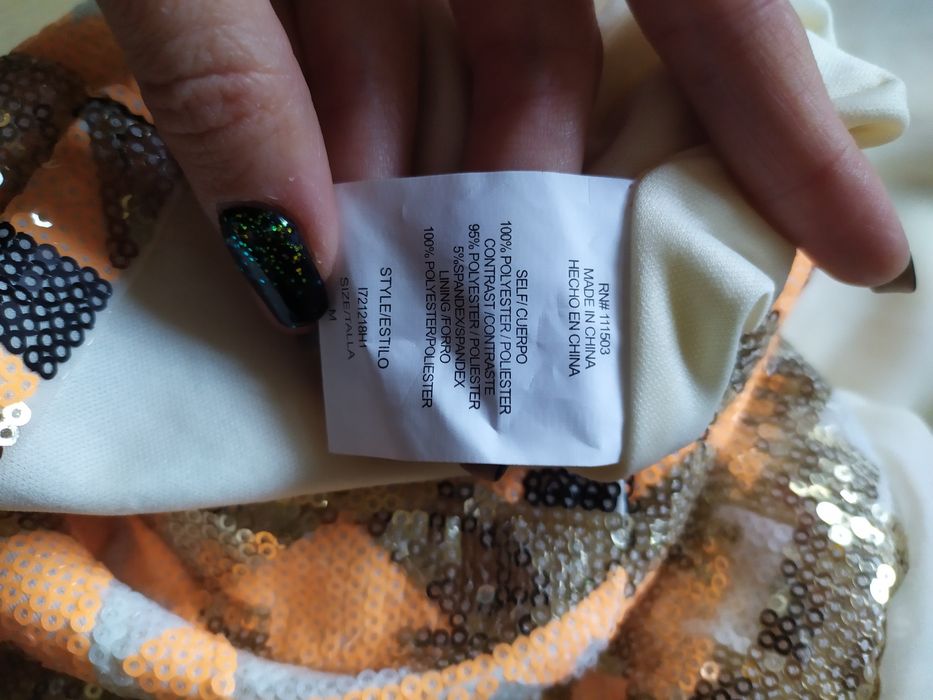 RN# 111503
MADE IN CHINA
HECHO EN CHINA
SELF/ CUERPO
100% POLYESTER / POLIESTER
CONTRAST /CONTRASTE
95% POLYESTER / POLIESTER
5%SPANDEX/SPANDEX
LINING /FORRO
100% POLYESTER/POLIESTER
STYLE/ESTILO
I721218H1
SIZE/TALLA
M